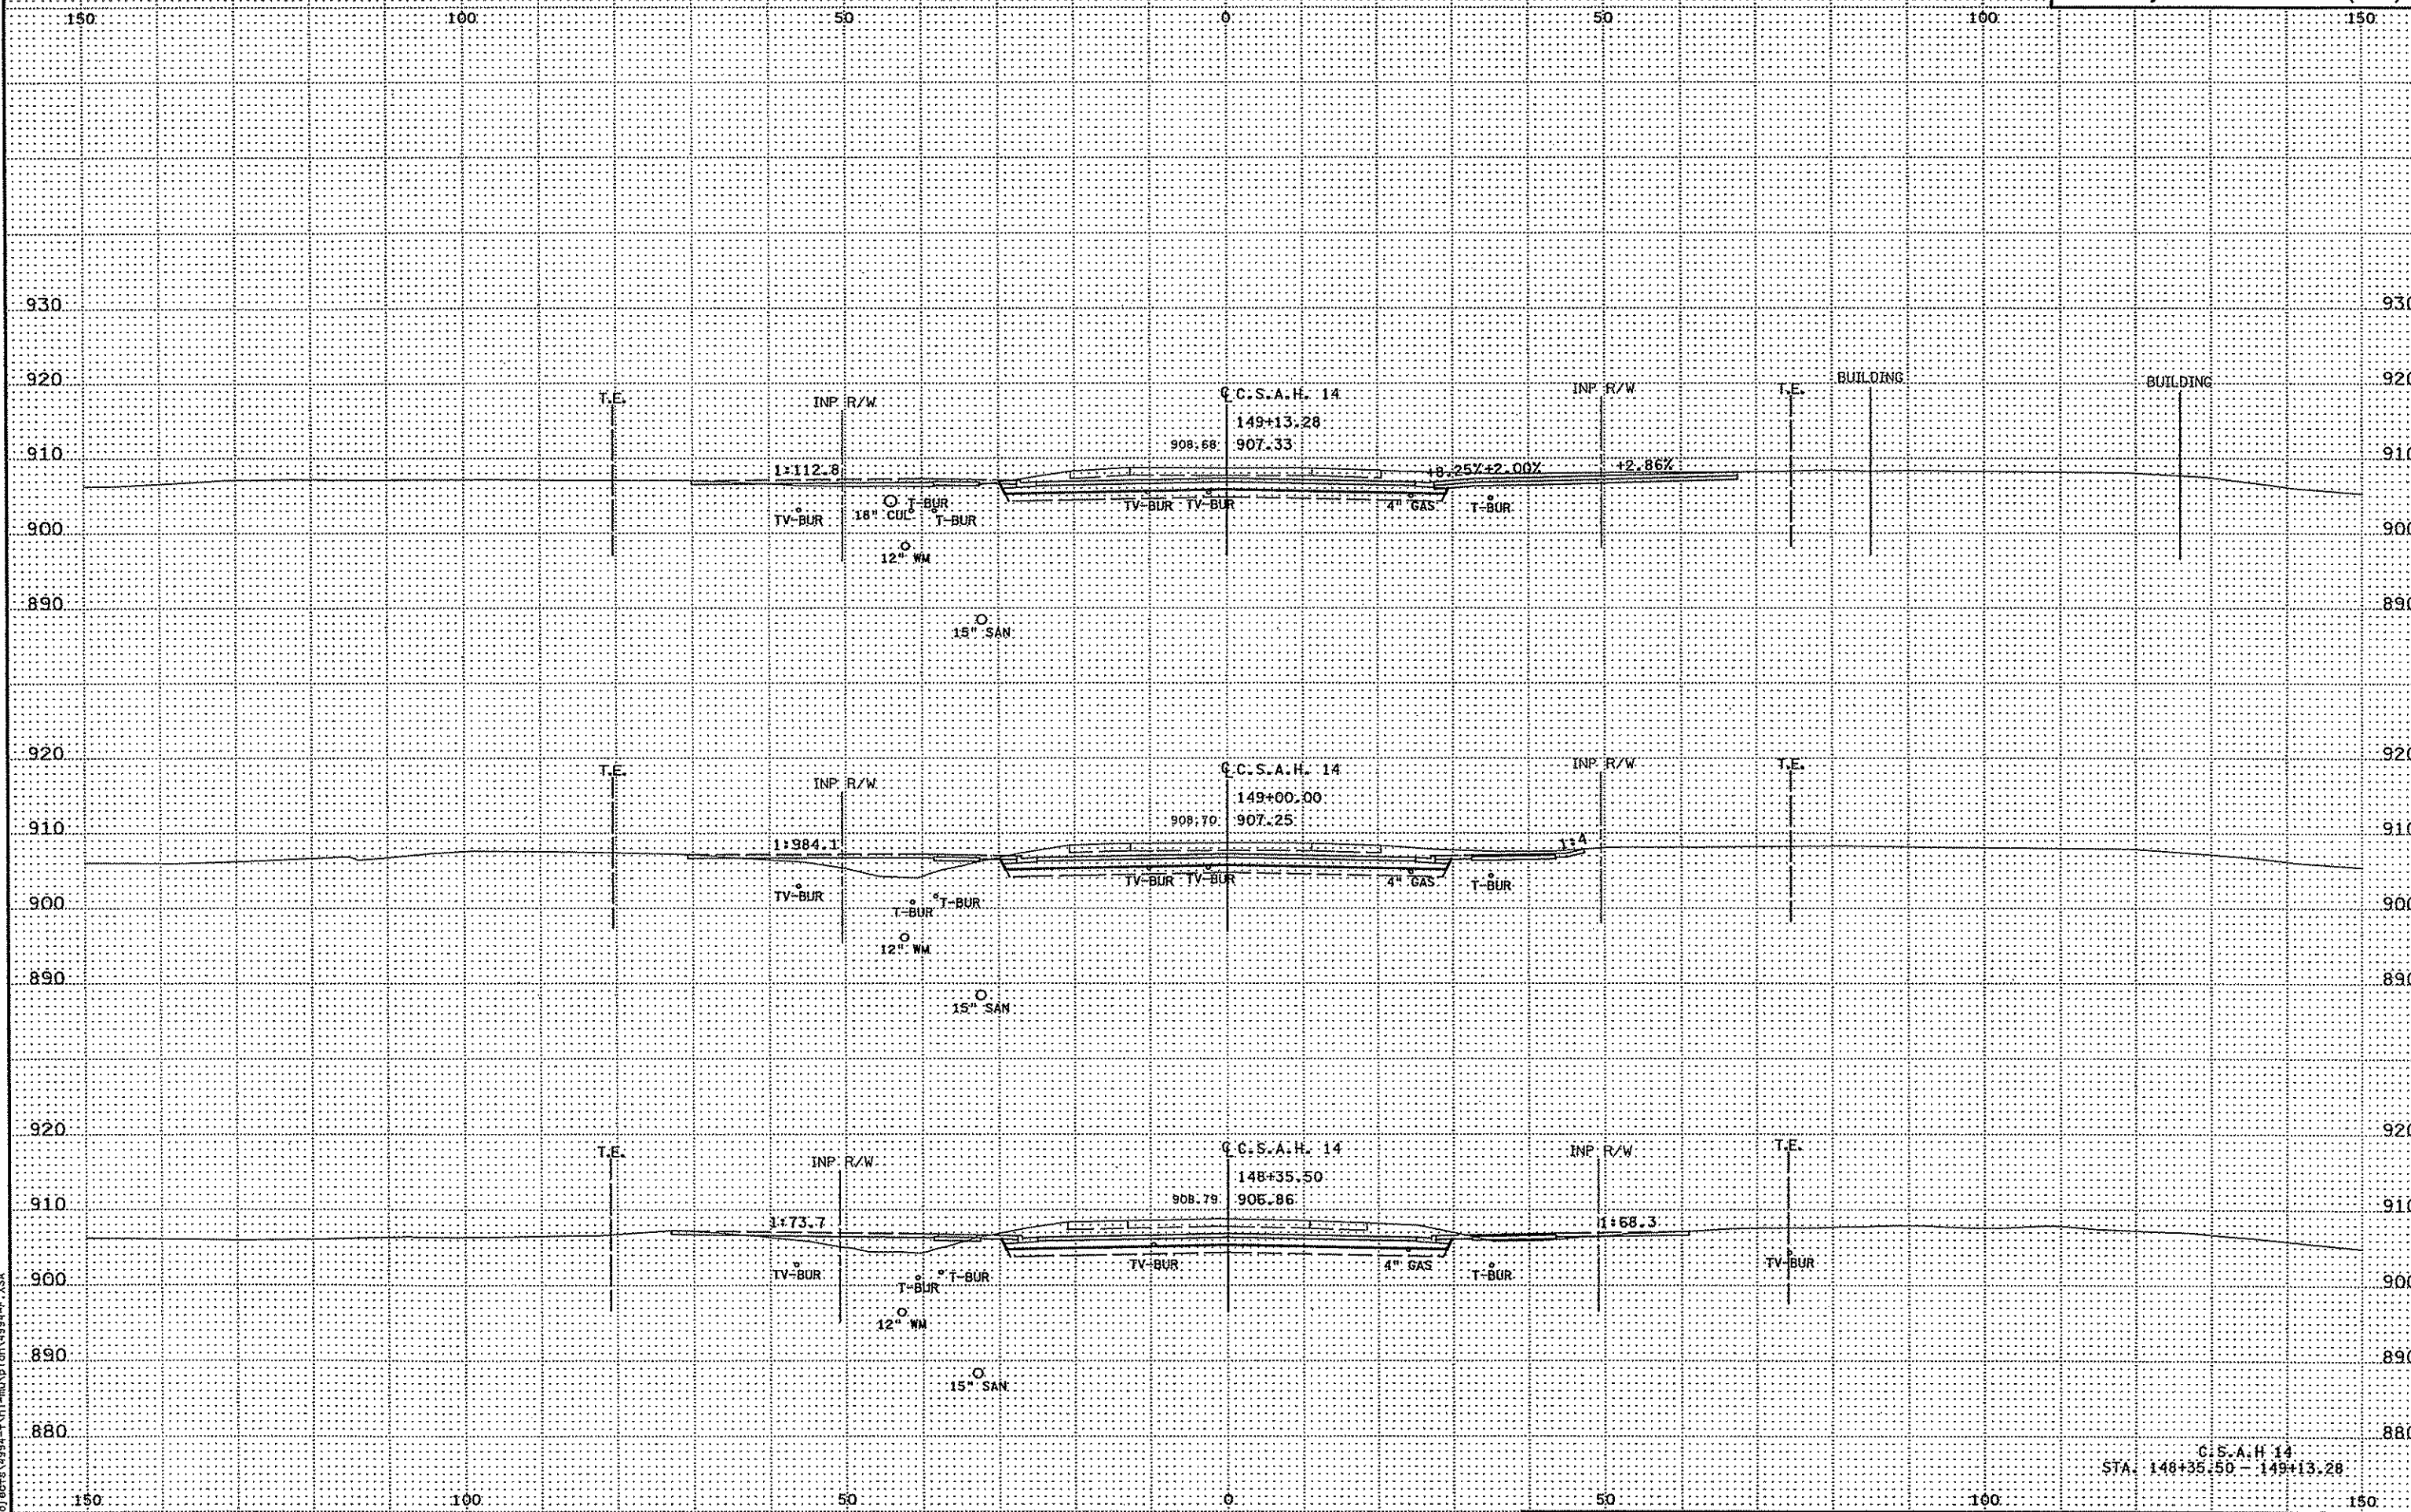 150 100 50 0 50 100 150
930 930
920 920
T.E. INP R/W ℄ C.S.A.H. 14 INP R/W T.E. BUILDING BUILDING
149+13.28
908.68 907.33
910 910
1:112.8 +8.25% +2.00% +2.86%
18" CUL T-BUR TV-BUR TV-BUR 4" GAS T-BUR
TV-BUR T-BUR
900 900
12" WM
890 890
15" SAN
920 920
T.E. INP R/W ℄ C.S.A.H. 14 INP R/W T.E.
149+00.00
908.70 907.25
910 910
1:984.1 1:4
TV-BUR TV-BUR 4" GAS T-BUR
TV-BUR T-BUR T-BUR
900 900
12" WM
890 890
15" SAN
920 920
T.E. INP R/W ℄ C.S.A.H. 14 INP R/W T.E.
148+35.50
908.79 906.86
910 910
1:73.7 1:68.3
TV-BUR 4" GAS TV-BUR
TV-BUR T-BUR T-BUR T-BUR
900 900
12" WM
890 890
15" SAN
880 880
C.S.A.H 14
STA. 148+35.50 - 149+13.28
150 100 50 0 50 100 150